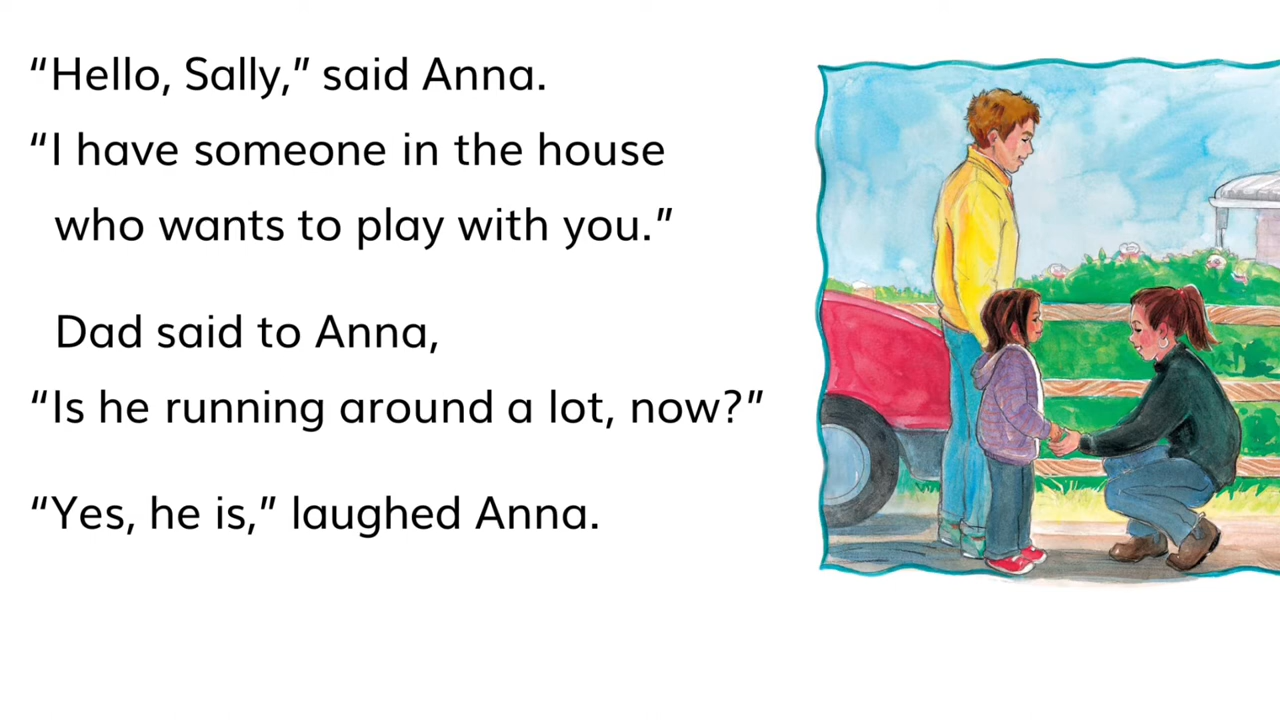 “Hello, Sally,” said Anna.
“I have someone in the house
who wants to play with you.”
Dad said to Anna,
“Is he running around a lot, now?”
“Yes, he is,” laughed Anna.